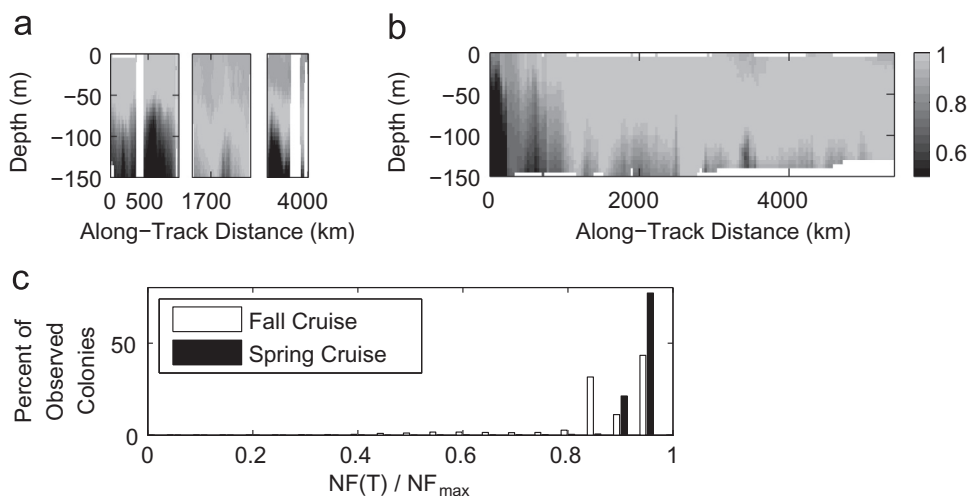 a
b
0
−50
−100
−150
Depth (m)
0 500 1700 4000
Along−Track Distance (km)
0
−50
−100
−150
Depth (m)
0 2000 4000
Along−Track Distance (km)
1
0.8
0.6
c
Percent of
Observed
Colonies
50
0
Fall Cruise
Spring Cruise
0 0.2 0.4 0.6 0.8 1
NF(T) / NFmax